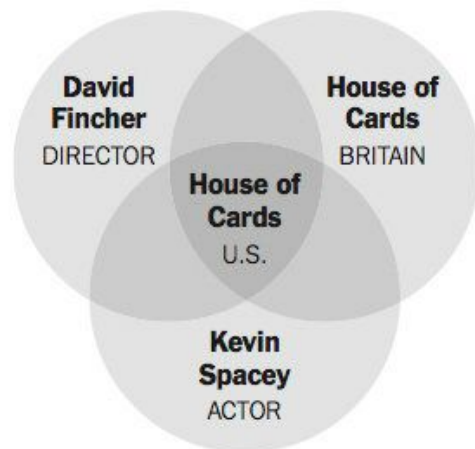 David
Fincher
DIRECTOR
House of
Cards
BRITAIN
House of
Cards
U.S.
Kevin
Spacey
ACTOR